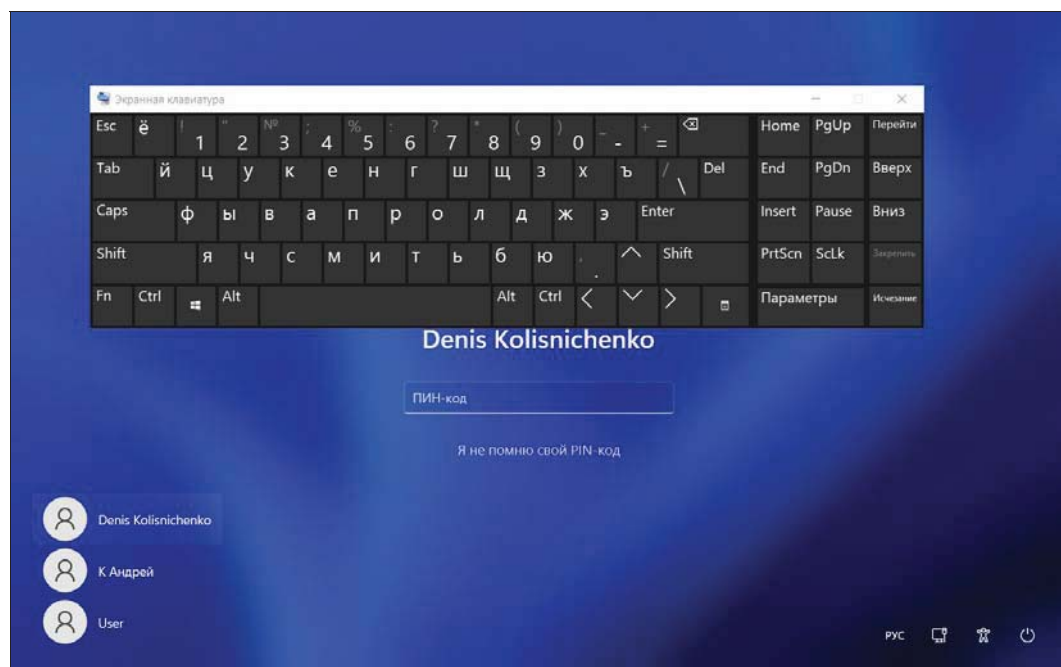 Экранная клавиатура
Esc ё ! 1 " 2 № 3 ; 4 % 5 : 6 ? 7 * 8 ( 9 ) 0 _ - + = Home PgUp Перейти
Tab й ц у к е н г ш щ з х ъ / \ Del End PgDn Вверх
Caps ф ы в а п р о л д ж э Enter Insert Pause Вниз
Shift я ч с м и т ь б ю , . Shift PrtScn ScLk Закрепить
Fn Ctrl Alt Alt Ctrl Параметры Исчезание
Denis Kolisnichenko
ПИН-код
Я не помню свой PIN-код
Denis Kolisnichenko
К Андрей
User
РУС